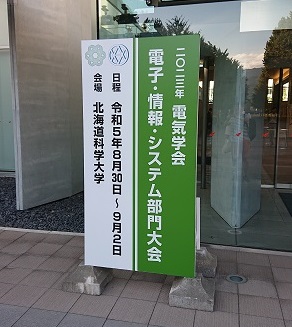 二〇二三年 電気学会
電子・情報・システム部門大会
日程 令和5年8月30日～9月2日
会場 北海道科学大学